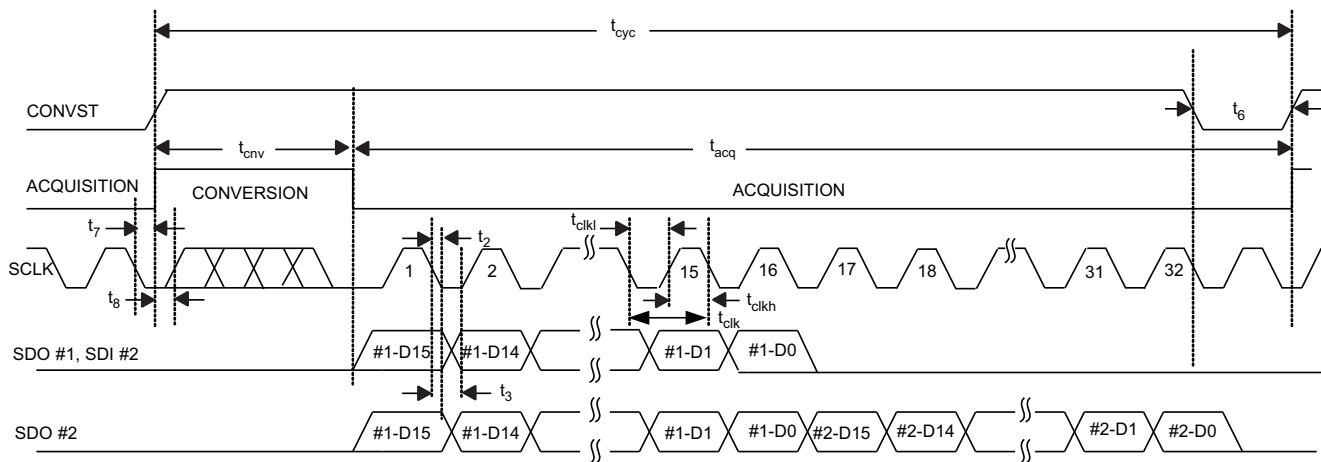 tcyc
CONVST
t6
tcnv
tacq
ACQUISITION
CONVERSION
ACQUISITION
t7
t2
tclkl
SCLK
1
2
15
16
17
18
31
32
t8
tclkh
tclk
SDO #1, SDI #2
#1-D15
#1-D14
#1-D1
#1-D0
t3
SDO #2
#1-D15
#1-D14
#1-D1
#1-D0
#2-D15
#2-D14
#2-D1
#2-D0